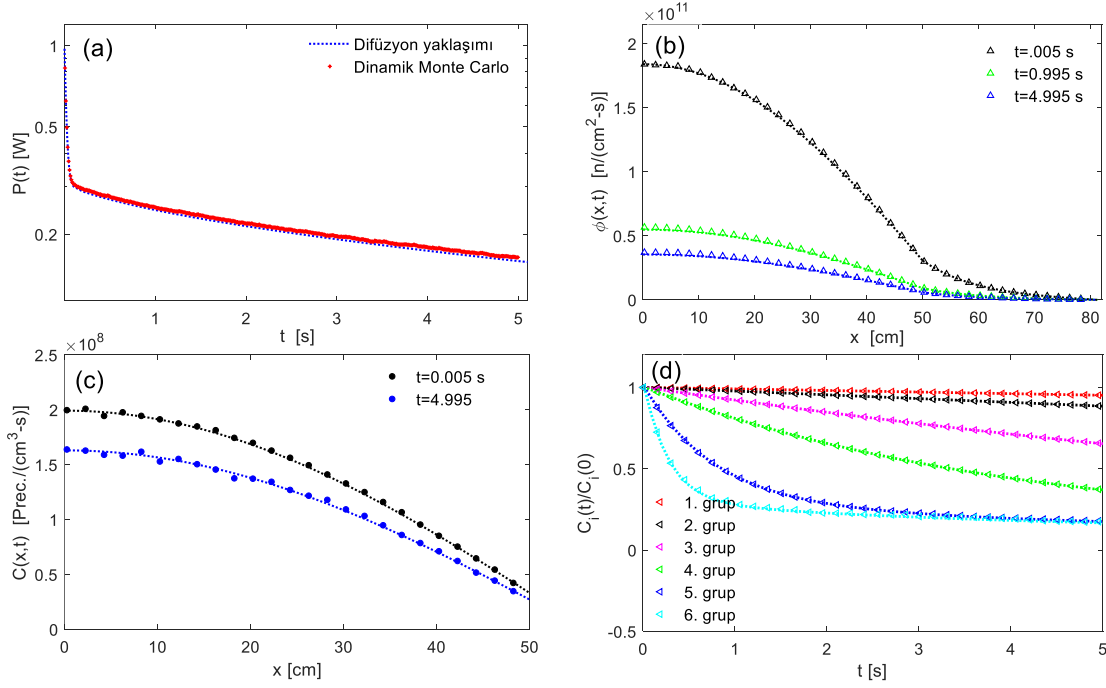 (a)
Difüzyon yaklaşımı
Dinamik Monte Carlo
1
0.5
0.2
P(t) [W]
1 2 3 4 5
t [s]
×10^11
(b)
t=.005 s
t=0.995 s
t=4.995 s
2
1.5
1
0.5
0
ϕ(x,t) [n/(cm^2-s)]
0 10 20 30 40 50 60 70 80
x [cm]
×10^8
(c)
t=0.005 s
t=4.995
2.5
2
1.5
1
0.5
0
C(x,t) [Prec./(cm^3-s)]
0 10 20 30 40 50
x [cm]
(d)
1
0.5
0
-0.5
C_i(t)/C_i(0)
1. grup
2. grup
3. grup
4. grup
5. grup
6. grup
0 1 2 3 4 5
t [s]